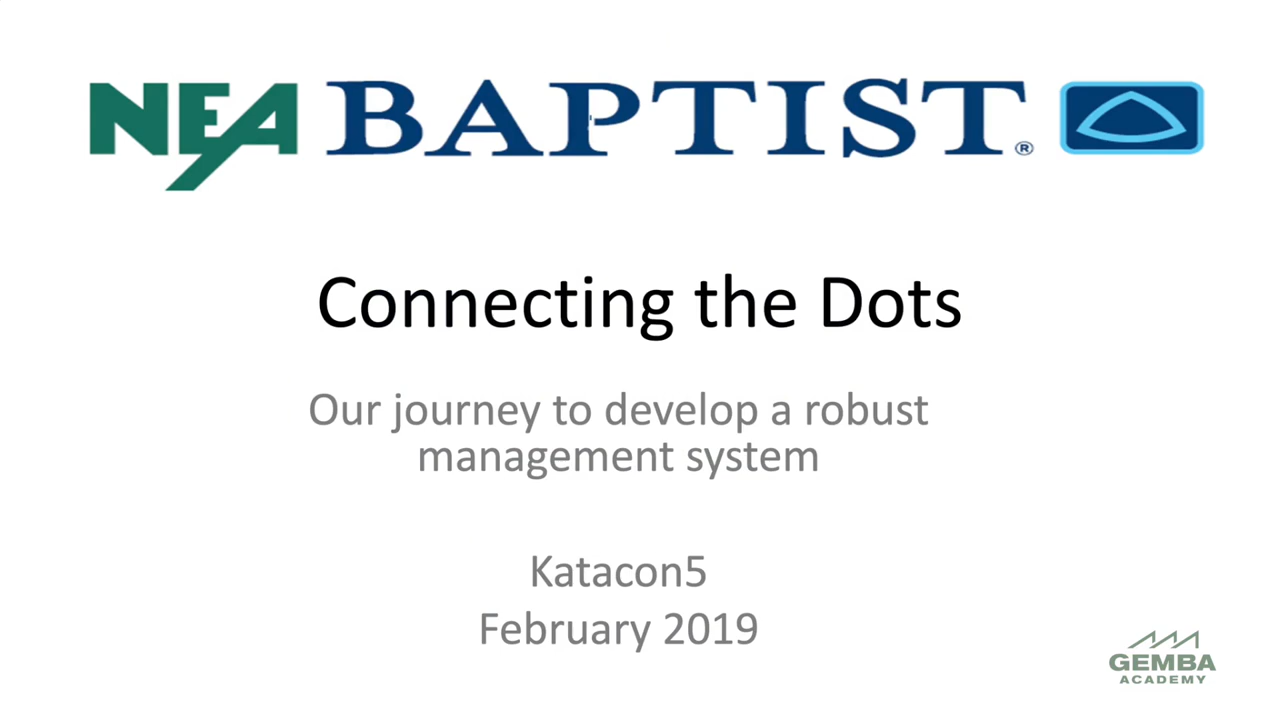 NEA BAPTIST®
Connecting the Dots
Our journey to develop a robust
management system
Katacon5
February 2019
GEMBA
ACADEMY